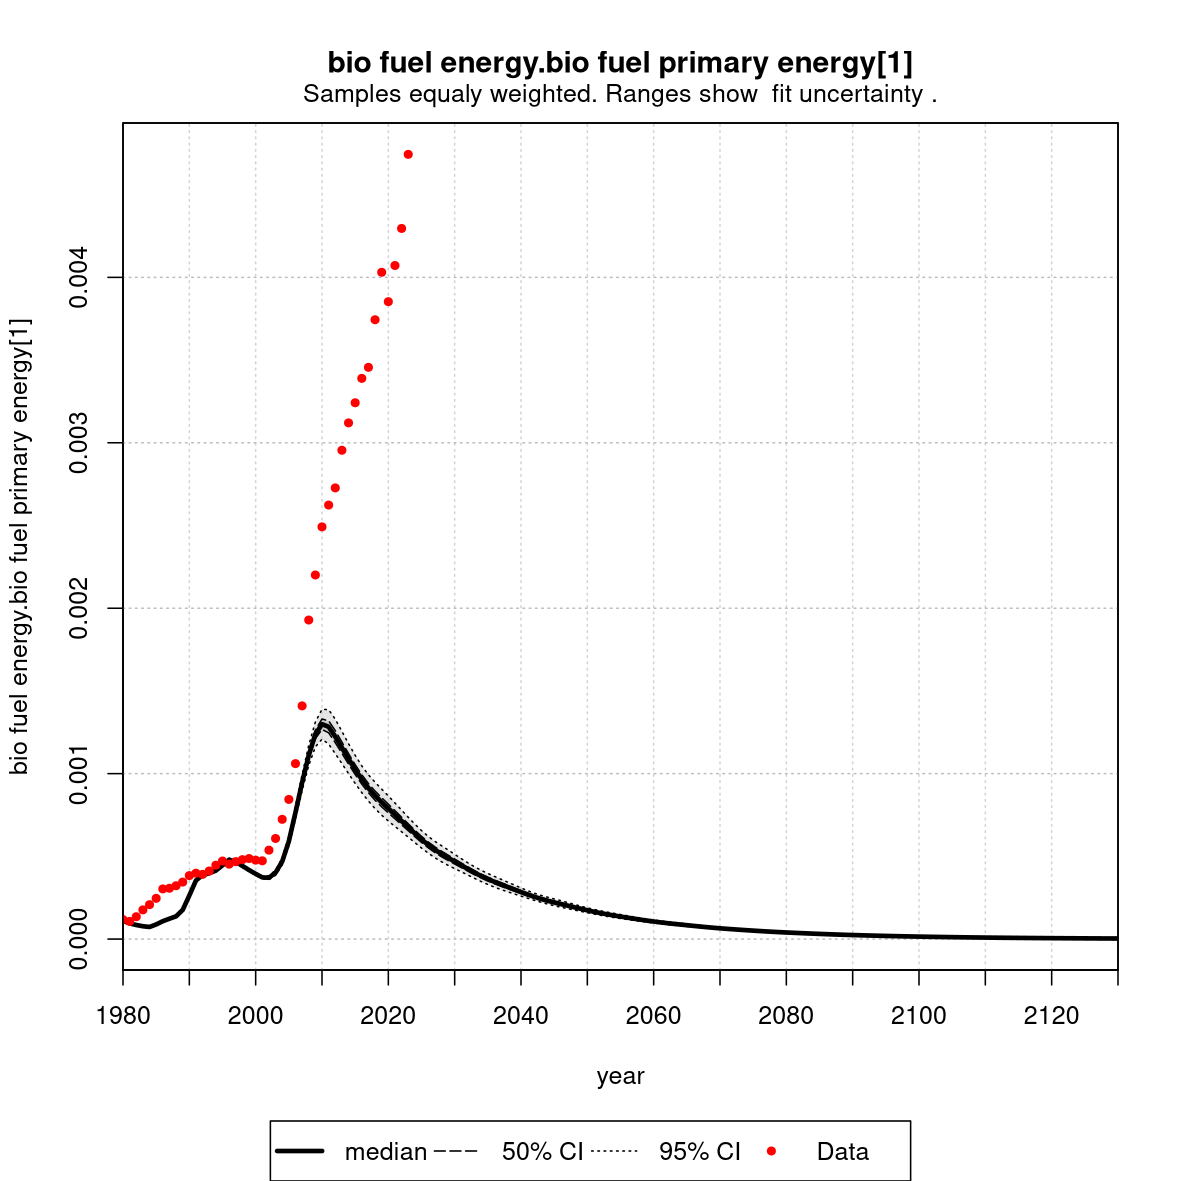 bio fuel energy.bio fuel primary energy[1]
Samples equaly weighted. Ranges show  fit uncertainty .
bio fuel energy.bio fuel primary energy[1]
0.004
0.003
0.002
0.001
0.000
1980 2000 2020 2040 2060 2080 2100 2120
year
median 50% CI 95% CI Data